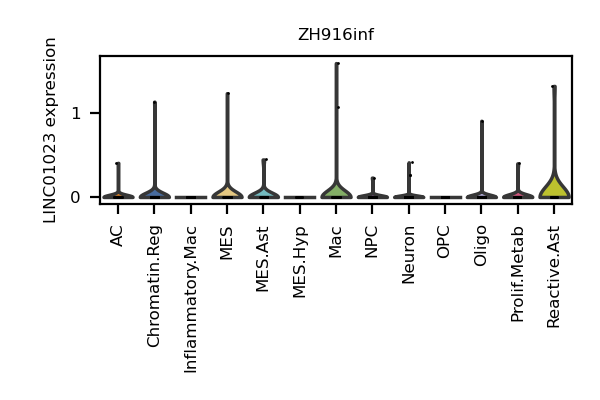 ZH916inf
LINC01023 expression
1
0
AC
Chromatin.Reg
Inflammatory.Mac
MES
MES.Ast
MES.Hyp
Mac
NPC
Neuron
OPC
Oligo
Prolif.Metab
Reactive.Ast